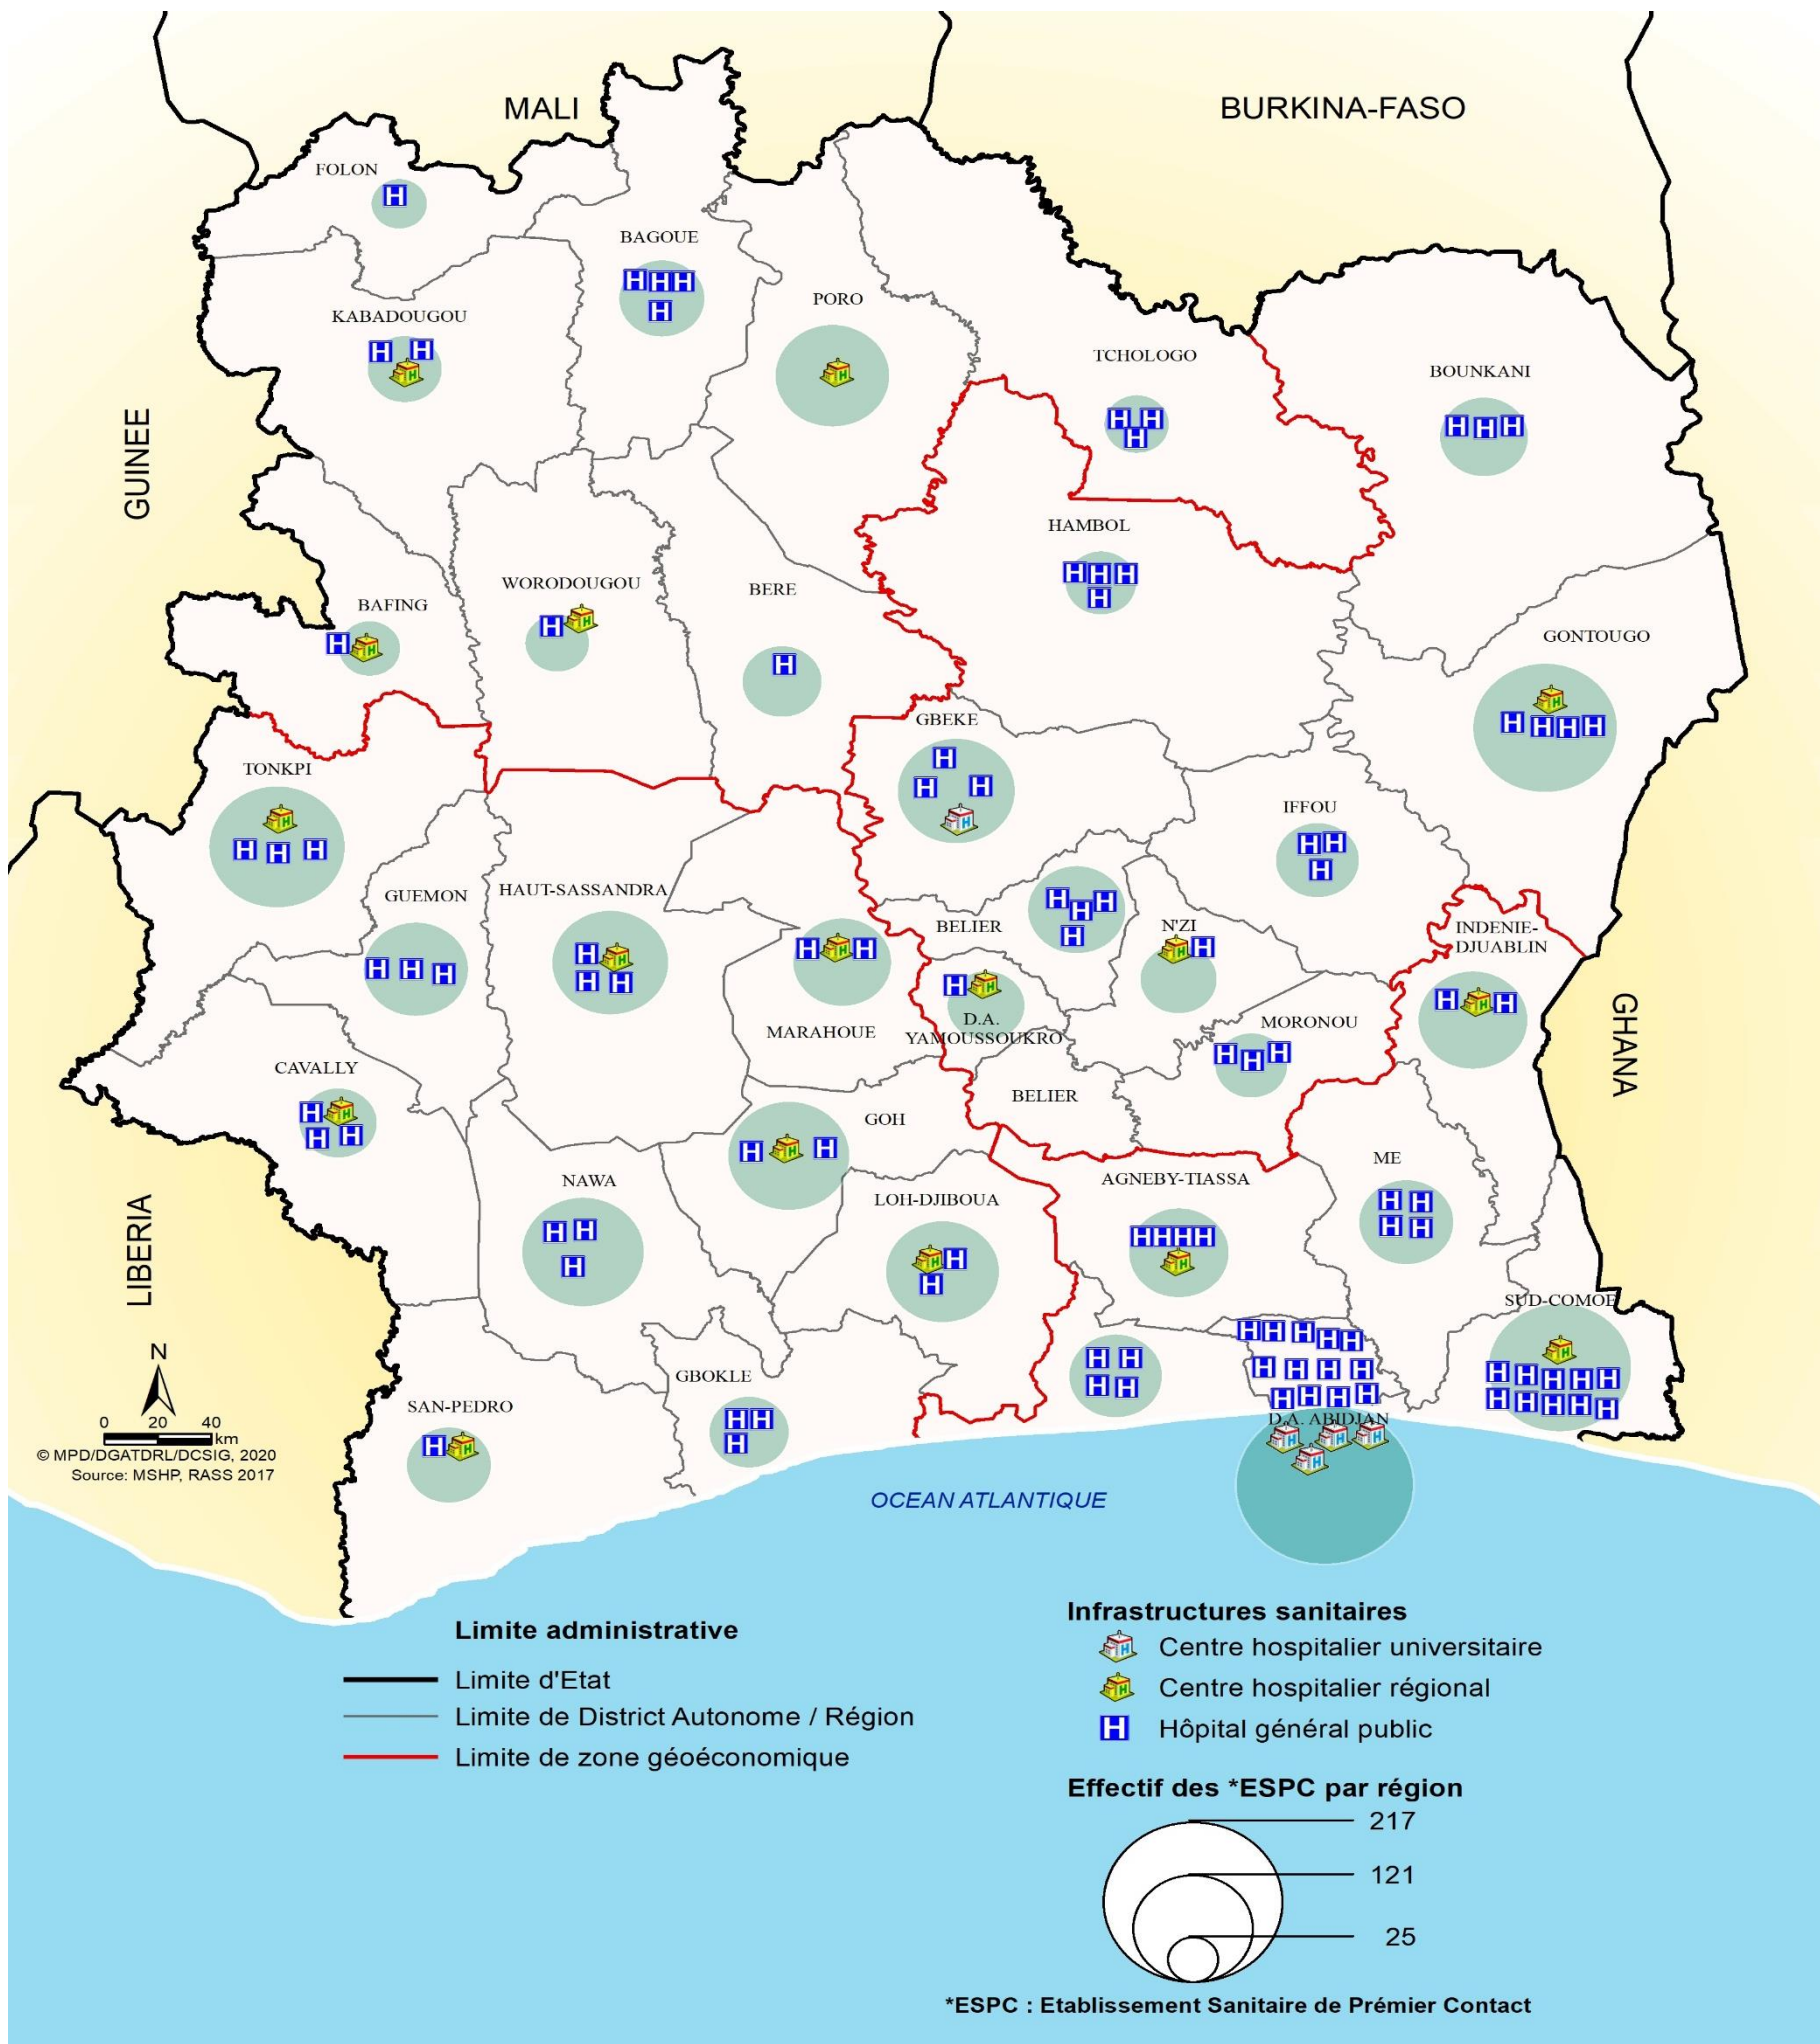 MALI
BURKINA-FASO
FOLON
BAGOUE
PORO
KABADOUGOU
TCHOLOGO
BOUNKANI
GUINEE
HAMBOL
WORODOUGOU
BERE
BAFING
GONTOUGO
GBEKE
TONKPI
IFFOU
HAUT-SASSANDRA
GUEMON
BELIER
N'ZI
INDENIE-
DJUABLIN
D.A.
YAMOUSSOUKRO
MARAHOUE
MORONOU
GHANA
CAVALLY
BELIER
GOH
ME
NAWA
AGNEBY-TIASSA
LOH-DJIBOUA
LIBERIA
SUD-COMOE
GBOKLE
SAN-PEDRO
D.A. ABIDJAN
N
0 20 40
km
© MPD/DGATDRL/DCSIG, 2020
Source: MSHP, RASS 2017
OCEAN ATLANTIQUE
Limite administrative
Limite d'Etat
Limite de District Autonome / Région
Limite de zone géoéconomique
Infrastructures sanitaires
Centre hospitalier universitaire
Centre hospitalier régional
H Hôpital général public
Effectif des *ESPC par région
217
121
25
*ESPC : Etablissement Sanitaire de Prémier Contact